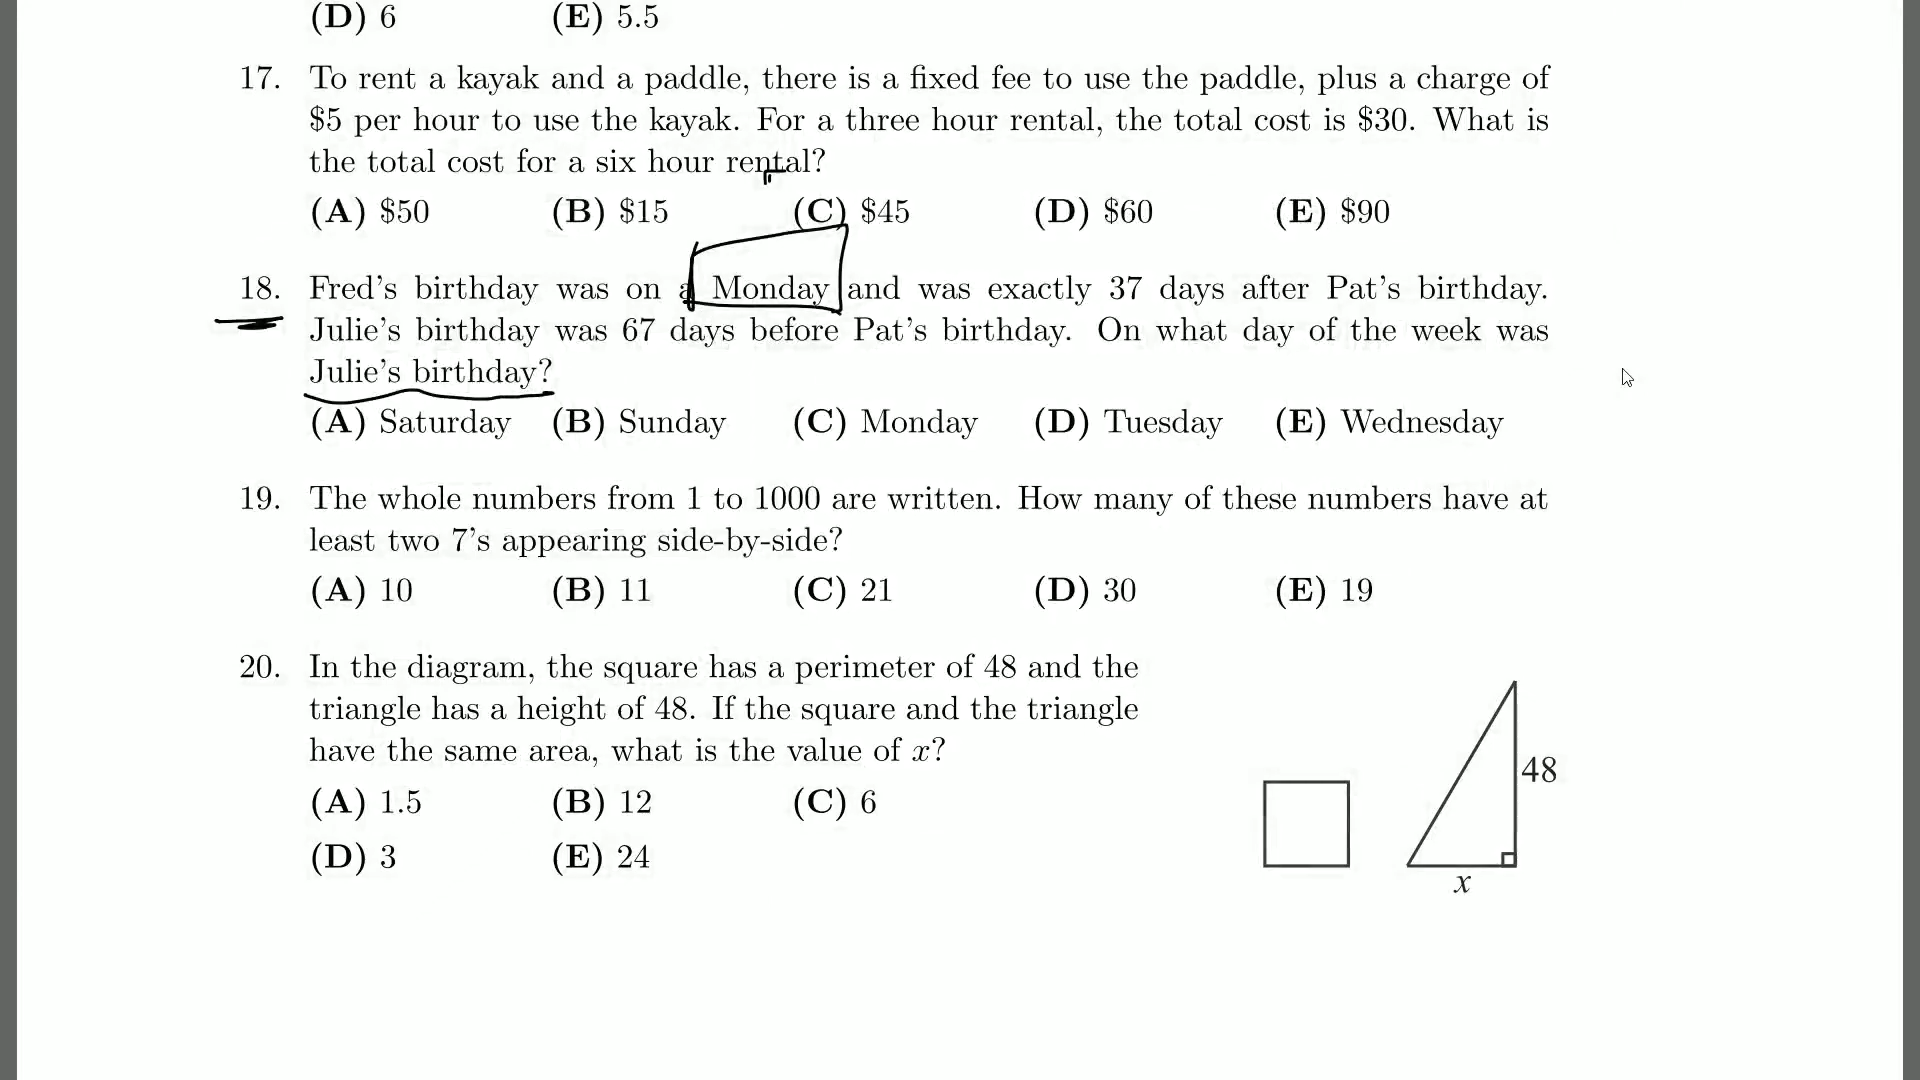 (D) 6 (E) 5.5
17. To rent a kayak and a paddle, there is a fixed fee to use the paddle, plus a charge of
$5 per hour to use the kayak. For a three hour rental, the total cost is $30. What is
the total cost for a six hour rental?
(A) $50 (B) $15 (C) $45 (D) $60 (E) $90
18. Fred's birthday was on a Monday and was exactly 37 days after Pat's birthday.
Julie's birthday was 67 days before Pat's birthday. On what day of the week was
Julie's birthday?
(A) Saturday (B) Sunday (C) Monday (D) Tuesday (E) Wednesday
19. The whole numbers from 1 to 1000 are written. How many of these numbers have at
least two 7's appearing side-by-side?
(A) 10 (B) 11 (C) 21 (D) 30 (E) 19
20. In the diagram, the square has a perimeter of 48 and the
triangle has a height of 48. If the square and the triangle
have the same area, what is the value of x?
(A) 1.5 (B) 12 (C) 6
(D) 3 (E) 24
48
x